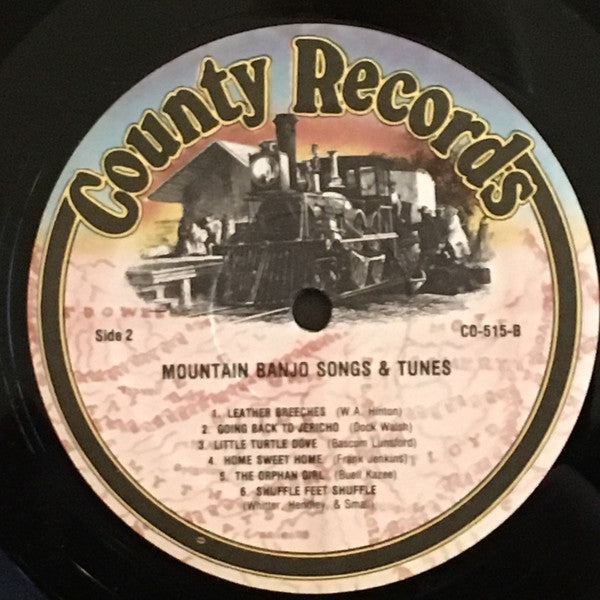 County Records
Side 2
CO-515-B
MOUNTAIN BANJO SONGS & TUNES
1. LEATHER BREECHES (W.A. Hinton)
2. GOING BACK TO JERICHO (Dock Walsh)
3. LITTLE TURTLE DOVE (Bascom Lunsford)
4. HOME SWEET HOME (Frank Jenkins)
5. THE ORPHAN GIRL (Buell Kazee)
6. SHUFFLE FEET SHUFFLE
(Whitter, Hendley, & Small)